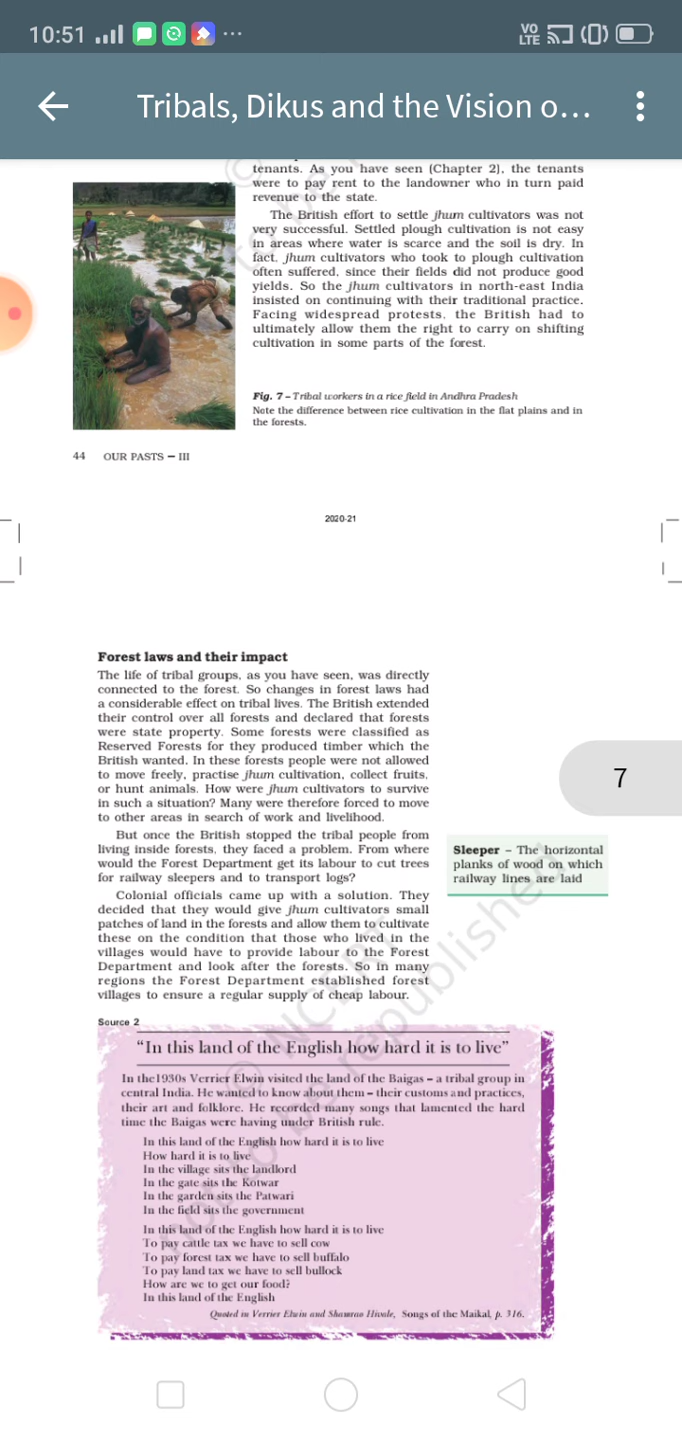 10:51
VO
LTE
Tribals, Dikus and the Vision o...
tenants. As you have seen (Chapter 2), the tenants
were to pay rent to the landowner who in turn paid
revenue to the state.
The British effort to settle jhum cultivators was not
very successful. Settled plough cultivation is not easy
in areas where water is scarce and the soil is dry. In
fact, jhum cultivators who took to plough cultivation
often suffered, since their fields did not produce good
yields. So the jhum cultivators in north-east India
insisted on continuing with their traditional practice.
Facing widespread protests, the British had to
ultimately allow them the right to carry on shifting
cultivation in some parts of the forest.
Fig. 7 – Tribal workers in a rice field in Andhra Pradesh
Note the difference between rice cultivation in the flat plains and in
the forests.
44 OUR PASTS – III
2020-21
Forest laws and their impact
The life of tribal groups, as you have seen, was directly
connected to the forest. So changes in forest laws had
a considerable effect on tribal lives. The British extended
their control over all forests and declared that forests
were state property. Some forests were classified as
Reserved Forests for they produced timber which the
British wanted. In these forests people were not allowed
to move freely, practise jhum cultivation, collect fruits,
or hunt animals. How were jhum cultivators to survive
in such a situation? Many were therefore forced to move
to other areas in search of work and livelihood.
But once the British stopped the tribal people from
living inside forests, they faced a problem. From where
would the Forest Department get its labour to cut trees
for railway sleepers and to transport logs?
Colonial officials came up with a solution. They
decided that they would give jhum cultivators small
patches of land in the forests and allow them to cultivate
these on the condition that those who lived in the
villages would have to provide labour to the Forest
Department and look after the forests. So in many
regions the Forest Department established forest
villages to ensure a regular supply of cheap labour.
7
Sleeper – The horizontal
planks of wood on which
railway lines are laid
Source 2
“In this land of the English how hard it is to live”
In the1930s Verrier Elwin visited the land of the Baigas – a tribal group in
central India. He wanted to know about them – their customs and practices,
their art and folklore. He recorded many songs that lamented the hard
time the Baigas were having under British rule.
In this land of the English how hard it is to live
How hard it is to live
In the village sits the landlord
In the gate sits the Kotwar
In the garden sits the Patwari
In the field sits the government
In this land of the English how hard it is to live
To pay cattle tax we have to sell cow
To pay forest tax we have to sell buffalo
To pay land tax we have to sell bullock
How are we to get our food?
In this land of the English
Quoted in Verrier Elwin and Shamrao Hivale, Songs of the Maikal, p. 316.
© NCERT
not to be republished